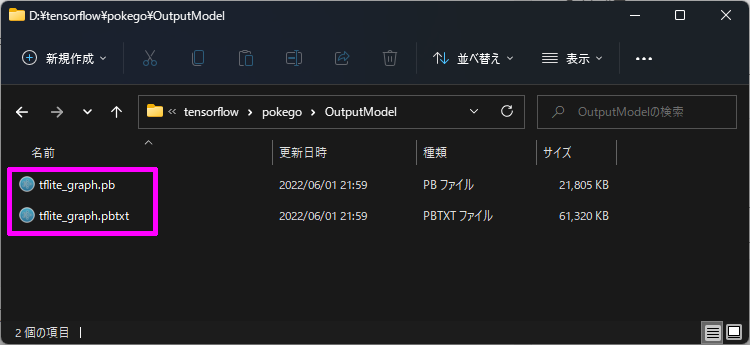 D:¥tensorflow¥pokego¥OutputModel
新規作成 並べ替え 表示
« tensorflow > pokego > OutputModel OutputModelの検索
名前 更新日時 種類 サイズ
tflite_graph.pb 2022/06/01 21:59 PB ファイル 21,805 KB
tflite_graph.pbtxt 2022/06/01 21:59 PBTXT ファイル 61,320 KB
2 個の項目